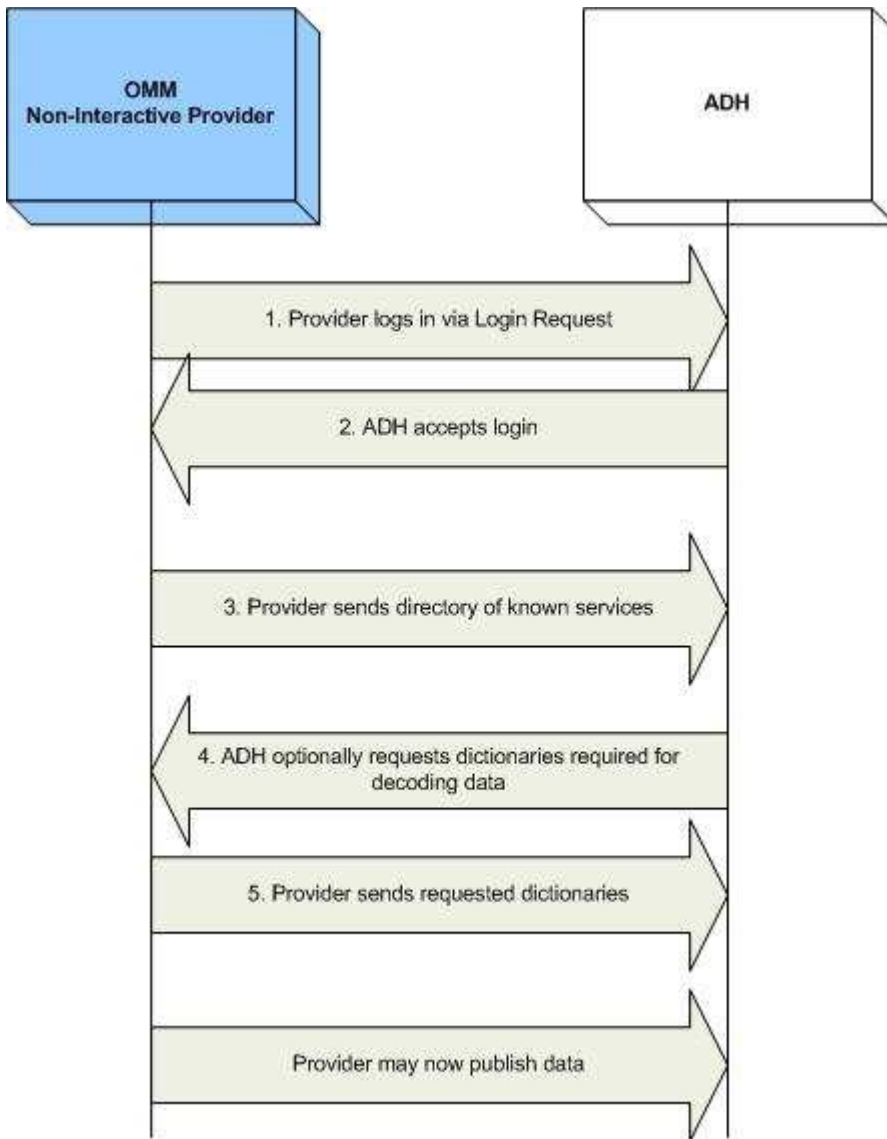 OMM
Non-Interactive Provider
ADH
1. Provider logs in via Login Request
2. ADH accepts login
3. Provider sends directory of known services
4. ADH optionally requests dictionaries required for
decoding data
5. Provider sends requested dictionaries
Provider may now publish data